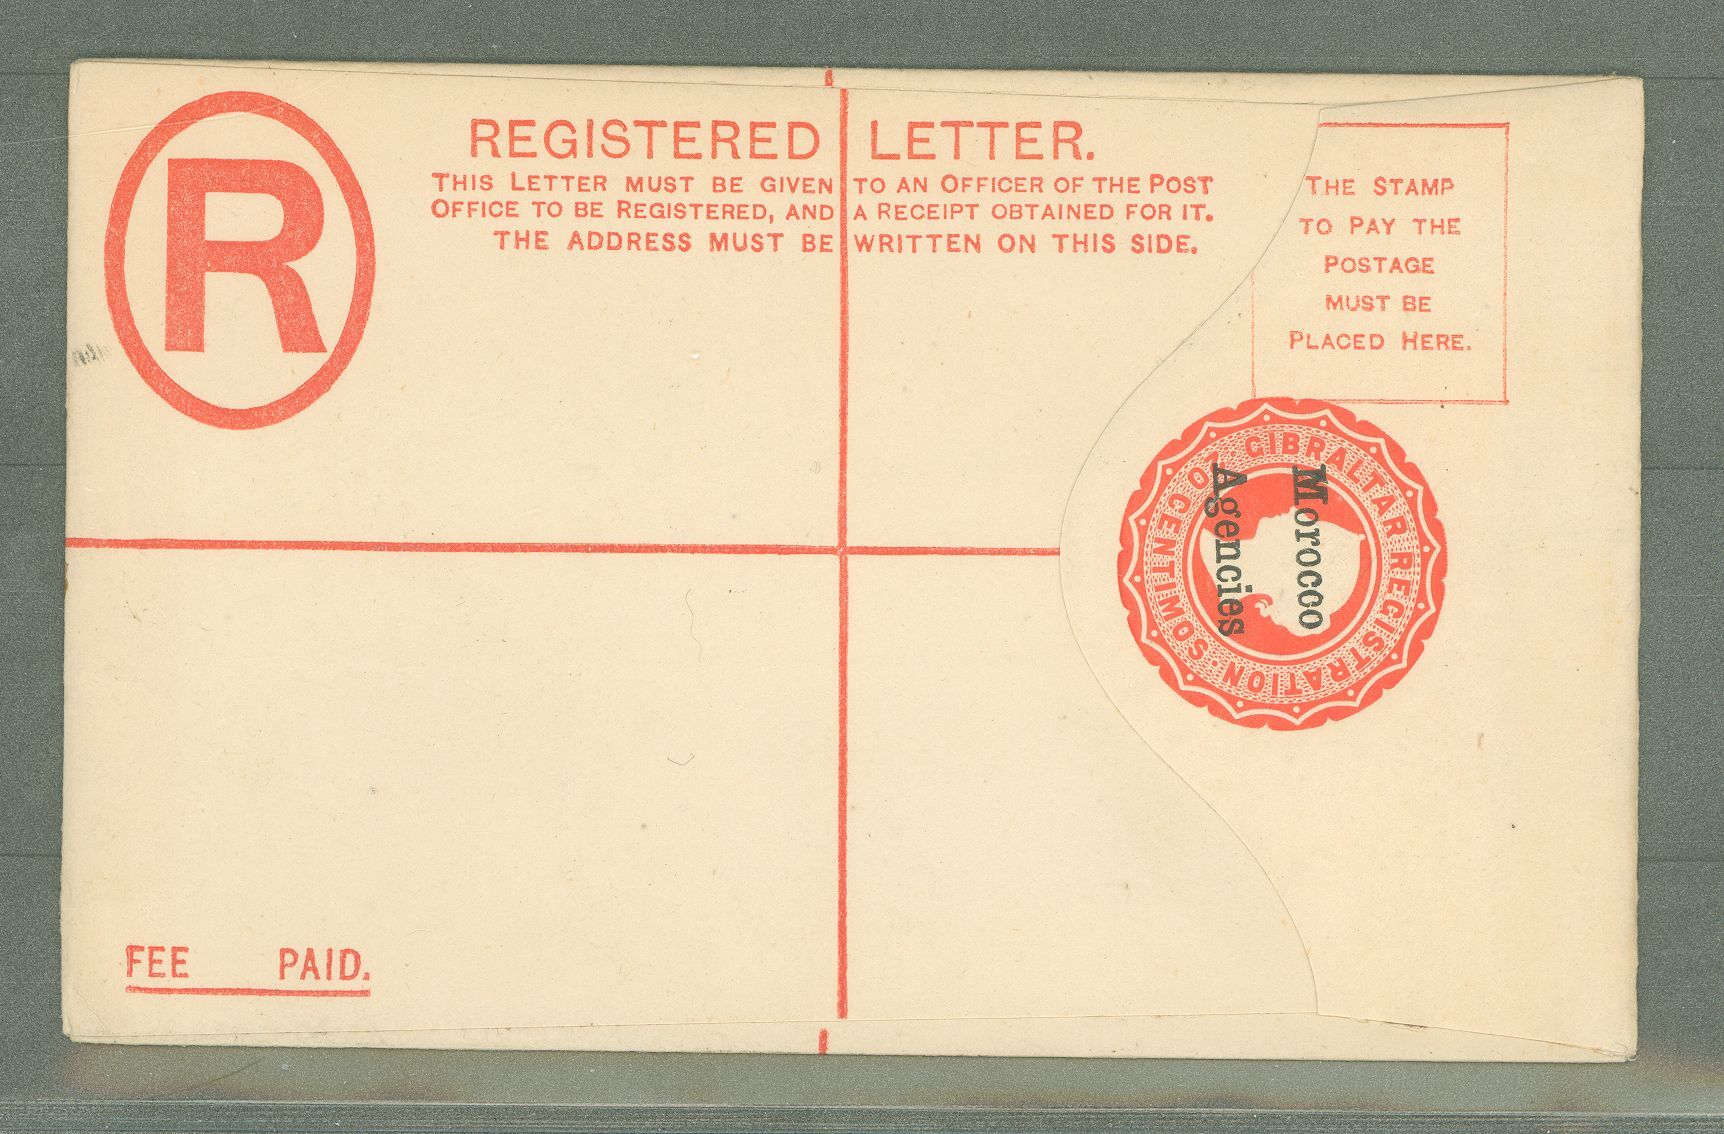 R
REGISTERED LETTER.
THIS LETTER MUST BE GIVEN TO AN OFFICER OF THE POST
OFFICE TO BE REGISTERED, AND A RECEIPT OBTAINED FOR IT.
THE ADDRESS MUST BE WRITTEN ON THIS SIDE.
THE STAMP
TO PAY THE
POSTAGE
MUST BE
PLACED HERE.
GIBRALTAR REGISTRATION · 20 CENTIMOS ·
Morocco
Agencies
FEE PAID.